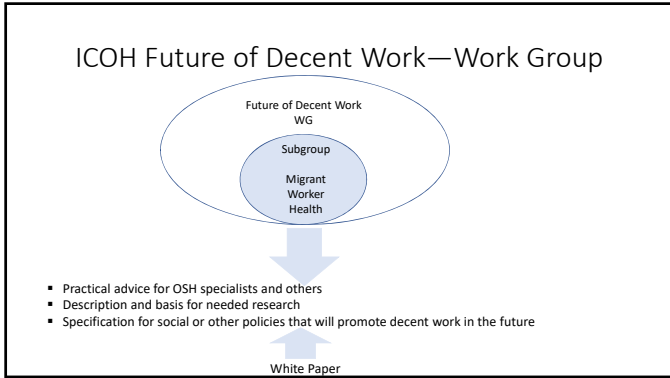 ICOH Future of Decent Work—Work Group
Future of Decent Work
WG
Subgroup
Migrant
Worker
Health
▪ Practical advice for OSH specialists and others
▪ Description and basis for needed research
▪ Specification for social or other policies that will promote decent work in the future
White Paper